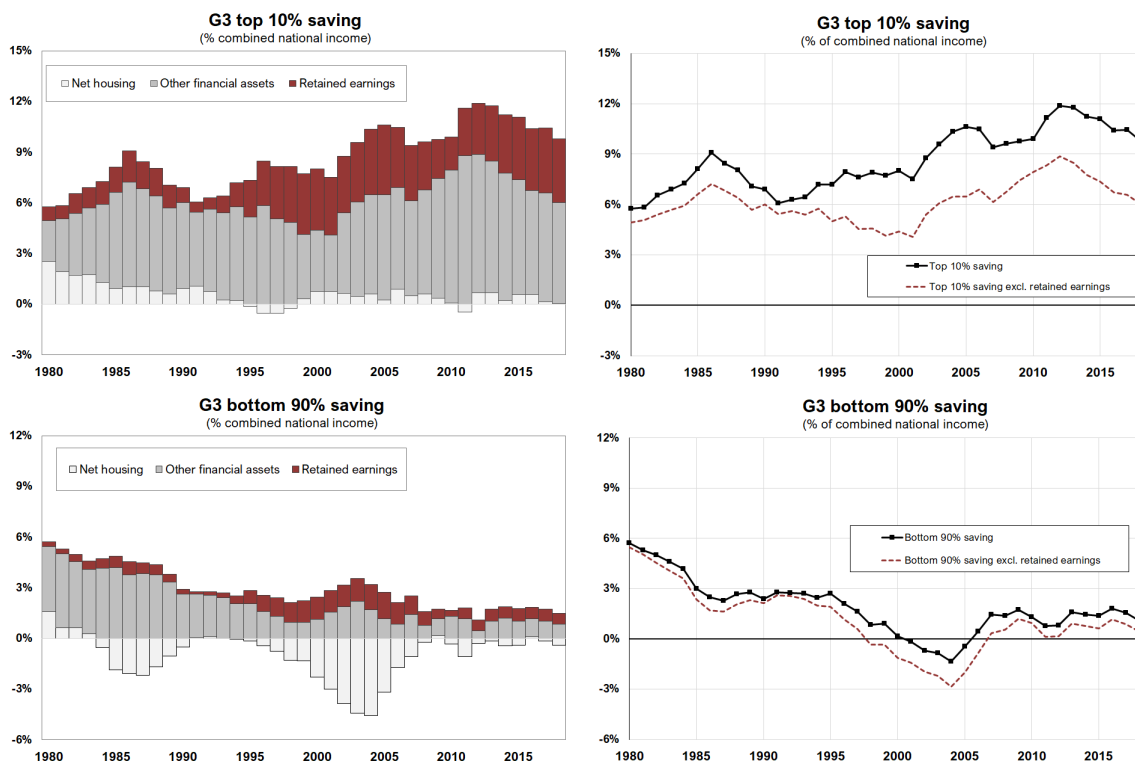 G3 top 10% saving
(% combined national income)
15%
12%
9%
6%
3%
0%
-3%
Net housing Other financial assets Retained earnings
1980 1985 1990 1995 2000 2005 2010 2015
G3 top 10% saving
(% of combined national income)
15%
12%
9%
6%
3%
0%
-3%
Top 10% saving
Top 10% saving excl. retained earnings
1980 1985 1990 1995 2000 2005 2010 2015
G3 bottom 90% saving
(% combined national income)
12%
9%
6%
3%
0%
-3%
-6%
Net housing Other financial assets Retained earnings
1980 1985 1990 1995 2000 2005 2010 2015
G3 bottom 90% saving
(% of combined national income)
12%
9%
6%
3%
0%
-3%
-6%
Bottom 90% saving
Bottom 90% saving excl. retained earnings
1980 1985 1990 1995 2000 2005 2010 2015